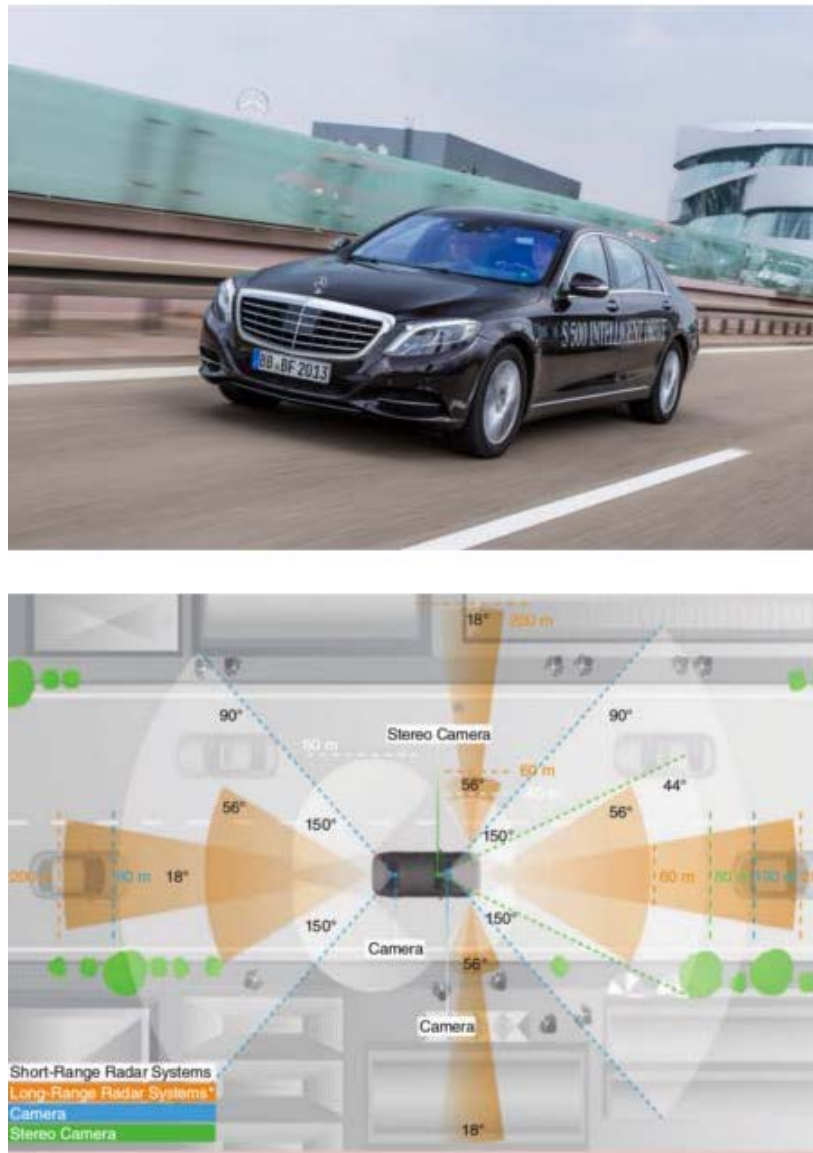 S 500 INTELLIGENT DRIVE
BB BF 2013
18°
200 m
90°
90°
Stereo Camera
60 m
60 m
56°
44°
56°
56°
150°
150°
200 m
80 m
18°
60 m
80 m
150°
150°
Camera
56°
Camera
Short-Range Radar Systems
Long-Range Radar Systems*
Camera
Stereo Camera
18°